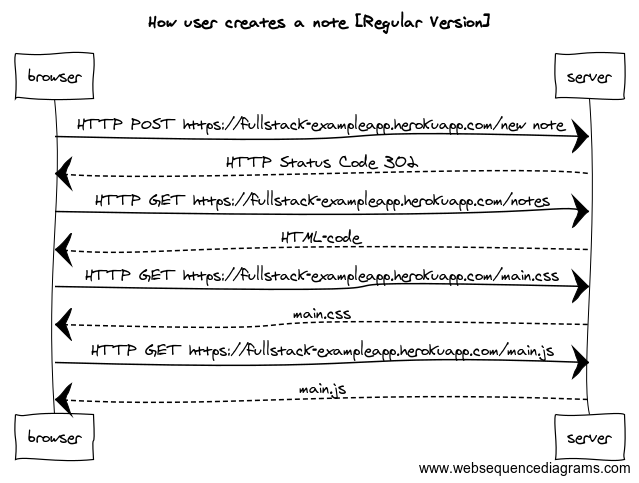 How user creates a note [Regular Version]
browser server
HTTP POST https://fullstack-exampleapp.herokuapp.com/new note
HTTP Status Code 302
HTTP GET https://fullstack-exampleapp.herokuapp.com/notes
HTML-code
HTTP GET https://fullstack-exampleapp.herokuapp.com/main.css
main.css
HTTP GET https://fullstack-exampleapp.herokuapp.com/main.js
main.js
browser server
www.websequencediagrams.com